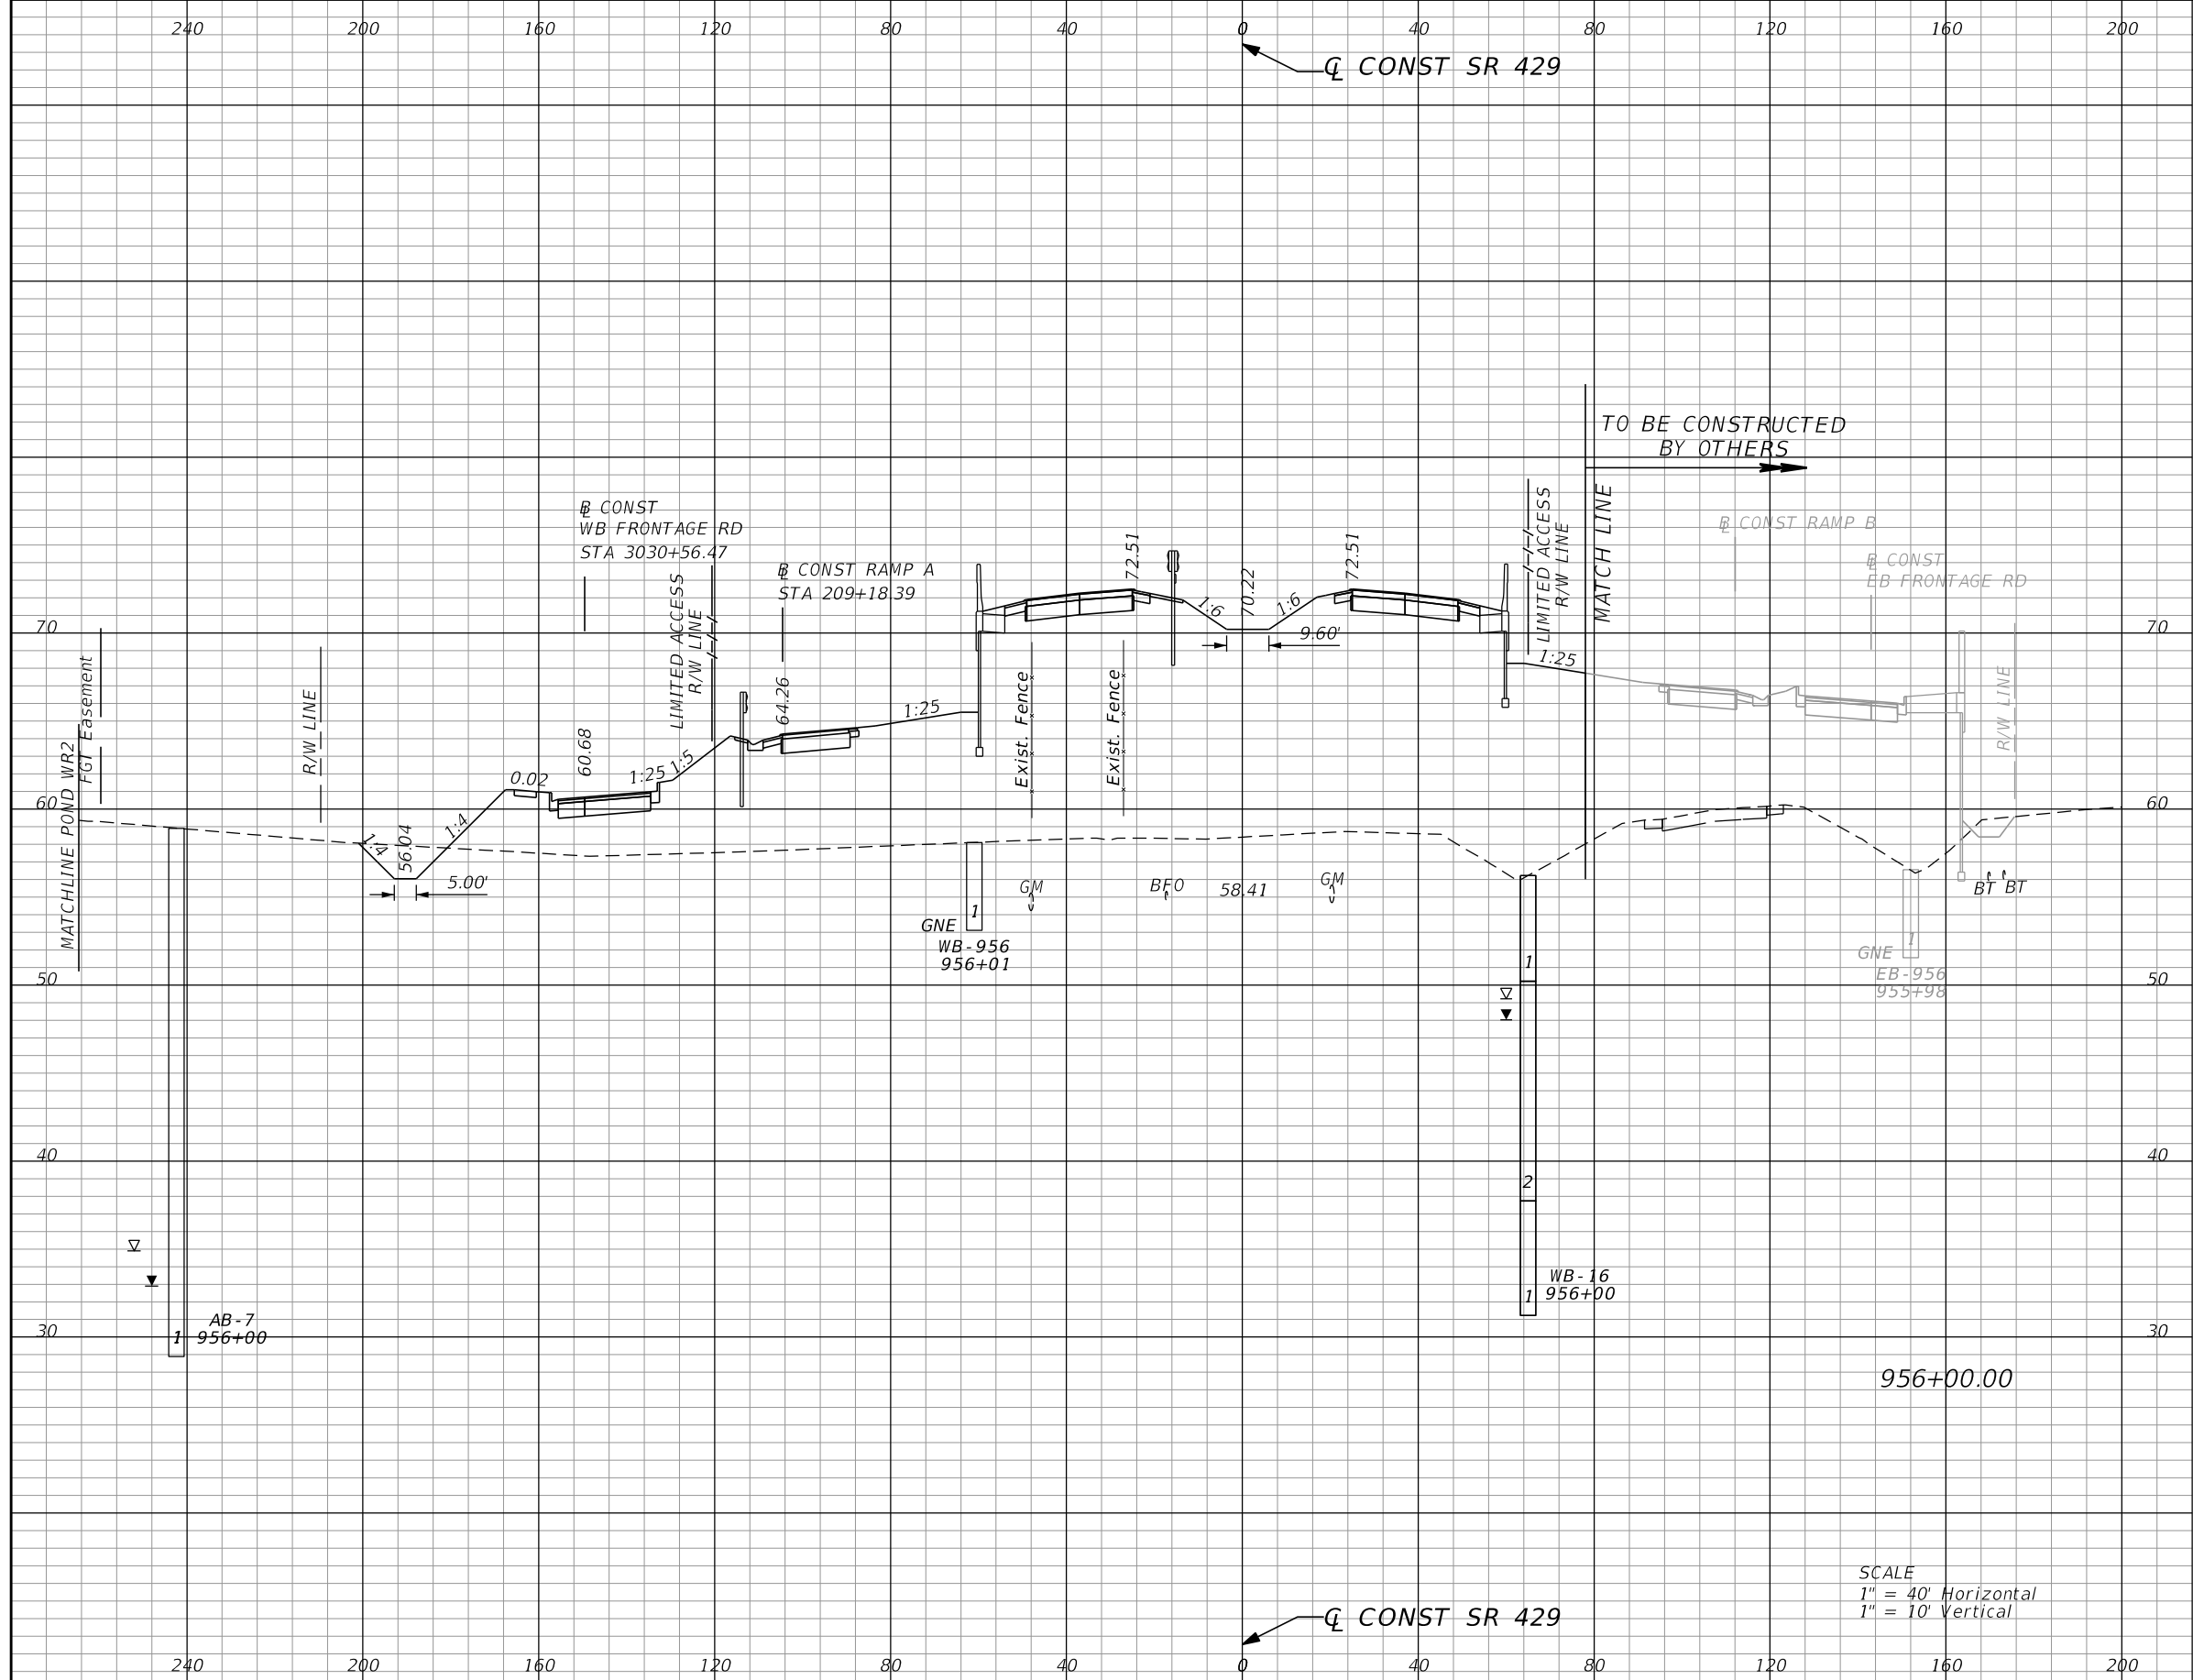 240 200 160 120 80 40 0 40 80 120 160 200
℄ CONST SR 429
TO BE CONSTRUCTED
BY OTHERS
MATCH LINE
LIMITED ACCESS
R/W LINE
B CONST
WB FRONTAGE RD
STA 3030+56.47
B CONST RAMP A
STA 209+18.39
LIMITED ACCESS
R/W LINE
B CONST RAMP B
B CONST
EB FRONTAGE RD
R/W LINE
72.51
70.22
72.51
1:6
1:6
9.60'
1:25
70
70
FGT Easement
MATCHLINE POND WR2
R/W LINE
60.68
64.26
1:25
Exist. Fence
Exist. Fence
0.02
1:25
1:5
60
60
1:4
56.04
1:4
5.00'
GM
BFO
58.41
GM
BT
BT
1
GNE
WB-956
956+01
1
1
GNE
EB-956
955+98
50
50
40
40
2
WB-16
956+00
1
AB-7
1
956+00
30
30
956+00.00
SCALE
1" = 40' Horizontal
1" = 10' Vertical
℄ CONST SR 429
240 200 160 120 80 40 0 40 80 120 160 200